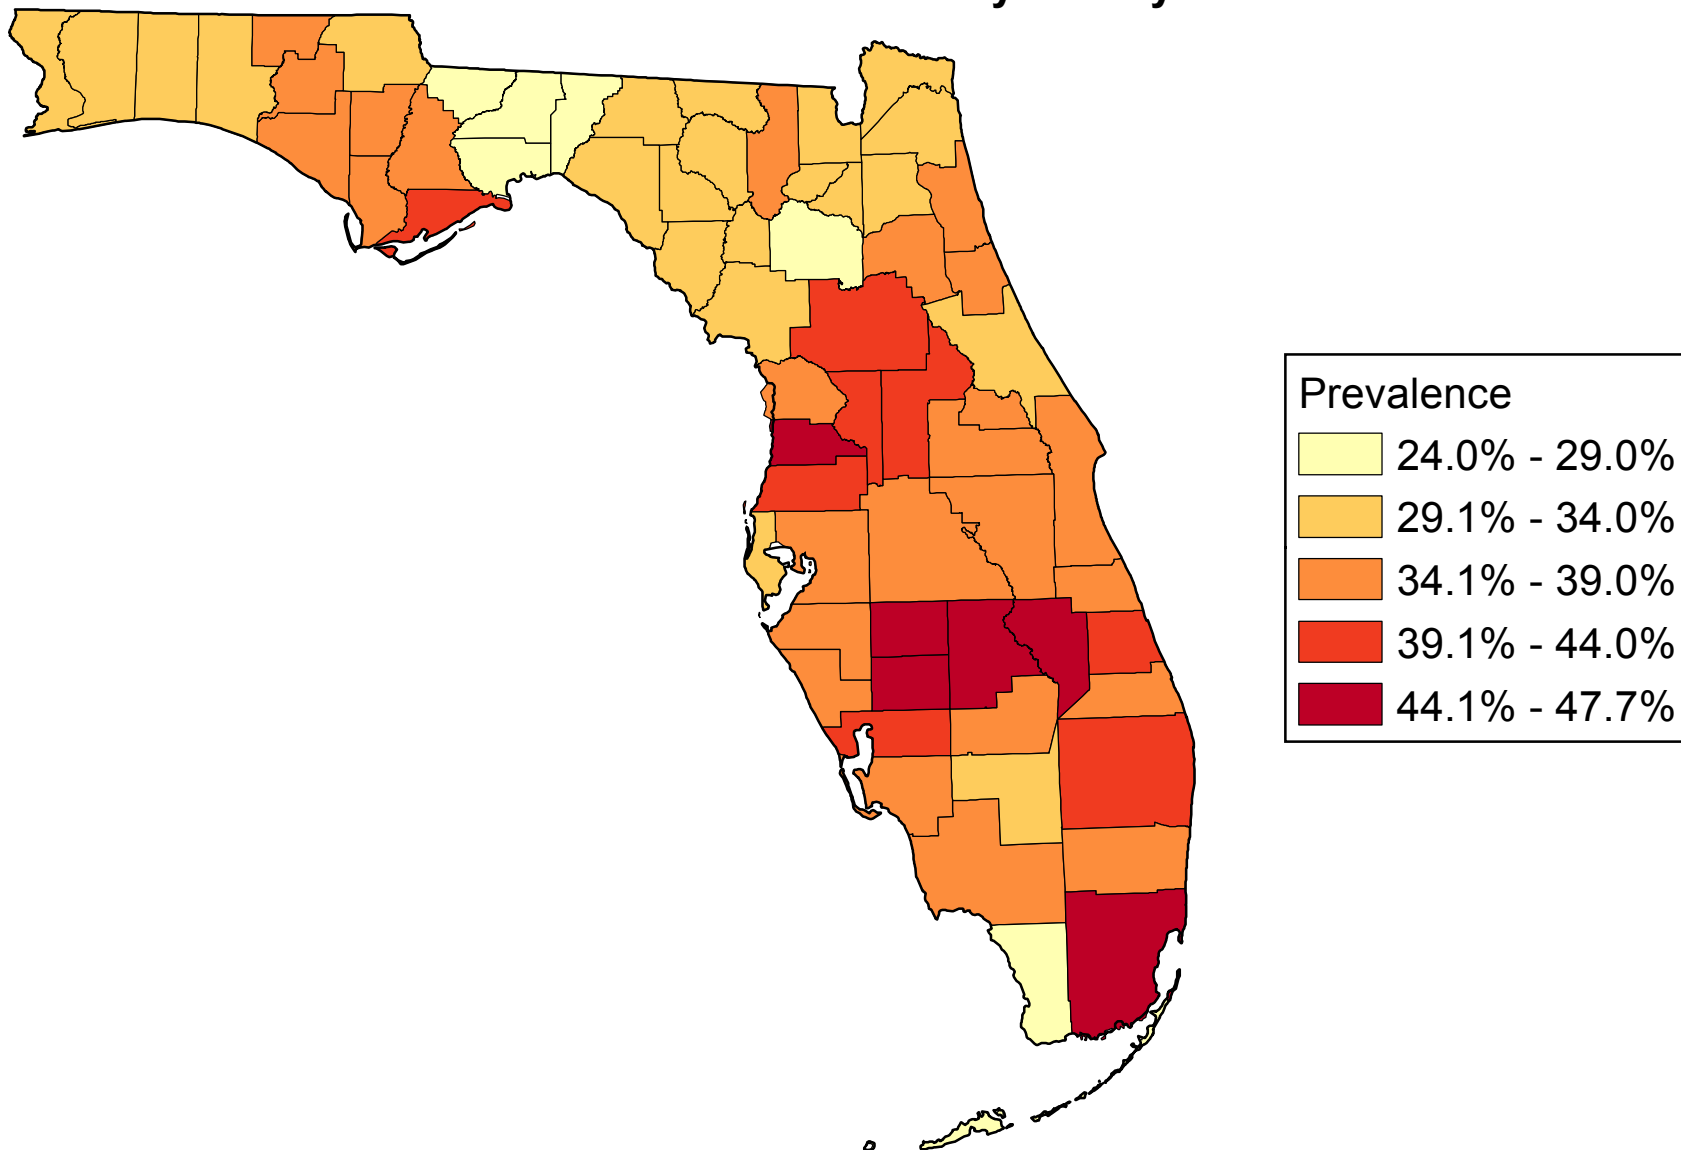 Prevalence
24.0% - 29.0%
29.1% - 34.0%
34.1% - 39.0%
39.1% - 44.0%
44.1% - 47.7%